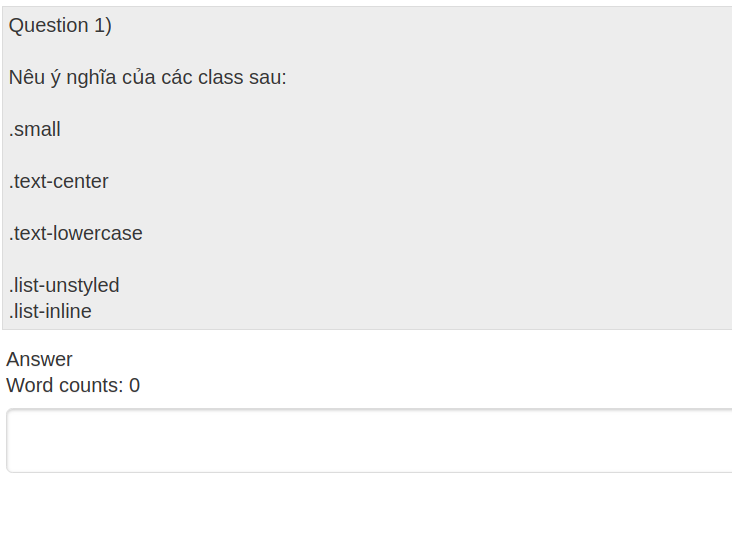 Question 1)
Nêu ý nghĩa của các class sau:
.small
.text-center
.text-lowercase
.list-unstyled
.list-inline
Answer
Word counts: 0